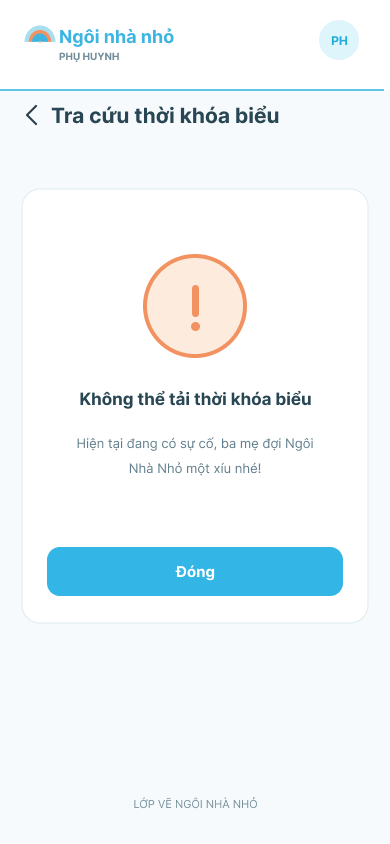 Ngôi nhà nhỏ
PHỤ HUYNH
PH
Tra cứu thời khóa biểu
Không thể tải thời khóa biểu
Hiện tại đang có sự cố, ba mẹ đợi Ngôi
Nhà Nhỏ một xíu nhé!
Đóng
LỚP VẼ NGÔI NHÀ NHỎ